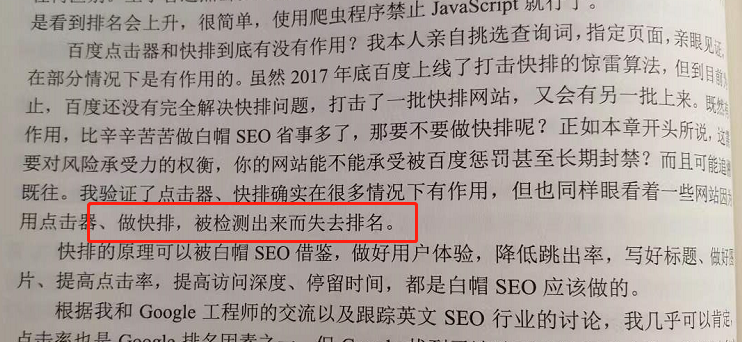 是看到排名会上升，很简单，使用爬虫程序禁止 JavaScript 就行了。
百度点击器和快排到底有没有作用？我本人亲自挑选查询词，指定页面，亲眼见证，
在部分情况下是有作用的。虽然 2017 年底百度上线了打击快排的惊雷算法，但到目前
止，百度还没有完全解决快排问题，打击了一批快排网站，又会有另一批上来。既然
作用，比辛辛苦苦做白帽 SEO 省事多了，那要不要做快排呢？正如本章开头所说，这
要对风险承受力的权衡，你的网站能不能承受被百度惩罚甚至长期封禁？而且可能追
既往。我验证了点击器、快排确实在很多情况下有作用，但也同样眼看着一些网站因
用点击器、做快排，被检测出来而失去排名。
快排的原理可以被白帽 SEO 借鉴，做好用户体验，降低跳出率，写好标题、做好
片、提高点击率，提高访问深度、停留时间，都是白帽 SEO 应该做的。
根据我和 Google 工程师的交流以及跟踪英文 SEO 行业的讨论，我几乎可以肯定，
点击率也是 Google 排名因素之一，但 Google